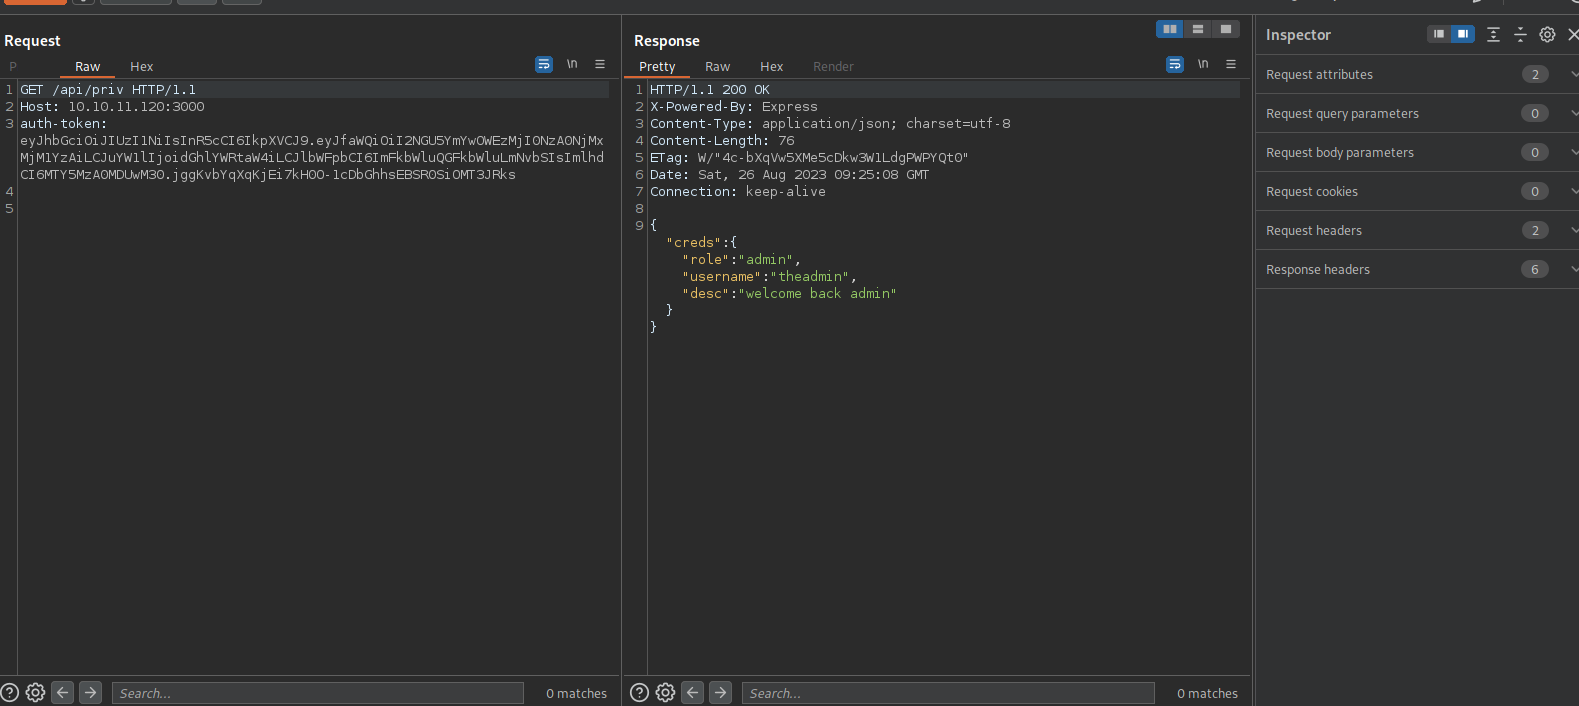 Request
Response
Inspector
P Raw Hex
\n
Pretty Raw Hex Render
\n
1 GET /api/priv HTTP/1.1
2 Host: 10.10.11.120:3000
3 auth-token:
eyJhbGciOiJIUzI1NiIsInR5cCI6IkpXVCJ9.eyJfaWQiOiI2NGU5YmYwOWEzMjI0NzA0NjMx
MjM1YzAiLCJuYW1lIjoidGhlYWRtaW4iLCJlbWFpbCI6ImFkbWluQGFkbWluLmNvbSIsImlhd
CI6MTY5MzA0MDUwM30.jggKvbYqXqKjEi7kH0O-1cDbGhhsEBSR0Si0MT3JRks
4
5
1 HTTP/1.1 200 OK
2 X-Powered-By: Express
3 Content-Type: application/json; charset=utf-8
4 Content-Length: 76
5 ETag: W/"4c-bXqVw5XMe5cDkw3W1LdgPWPYQt0"
6 Date: Sat, 26 Aug 2023 09:25:08 GMT
7 Connection: keep-alive
8
9 {
"creds":{
"role":"admin",
"username":"theadmin",
"desc":"welcome back admin"
}
}
Request attributes 2
Request query parameters 0
Request body parameters 0
Request cookies 0
Request headers 2
Response headers 6
Search... 0 matches
Search... 0 matches